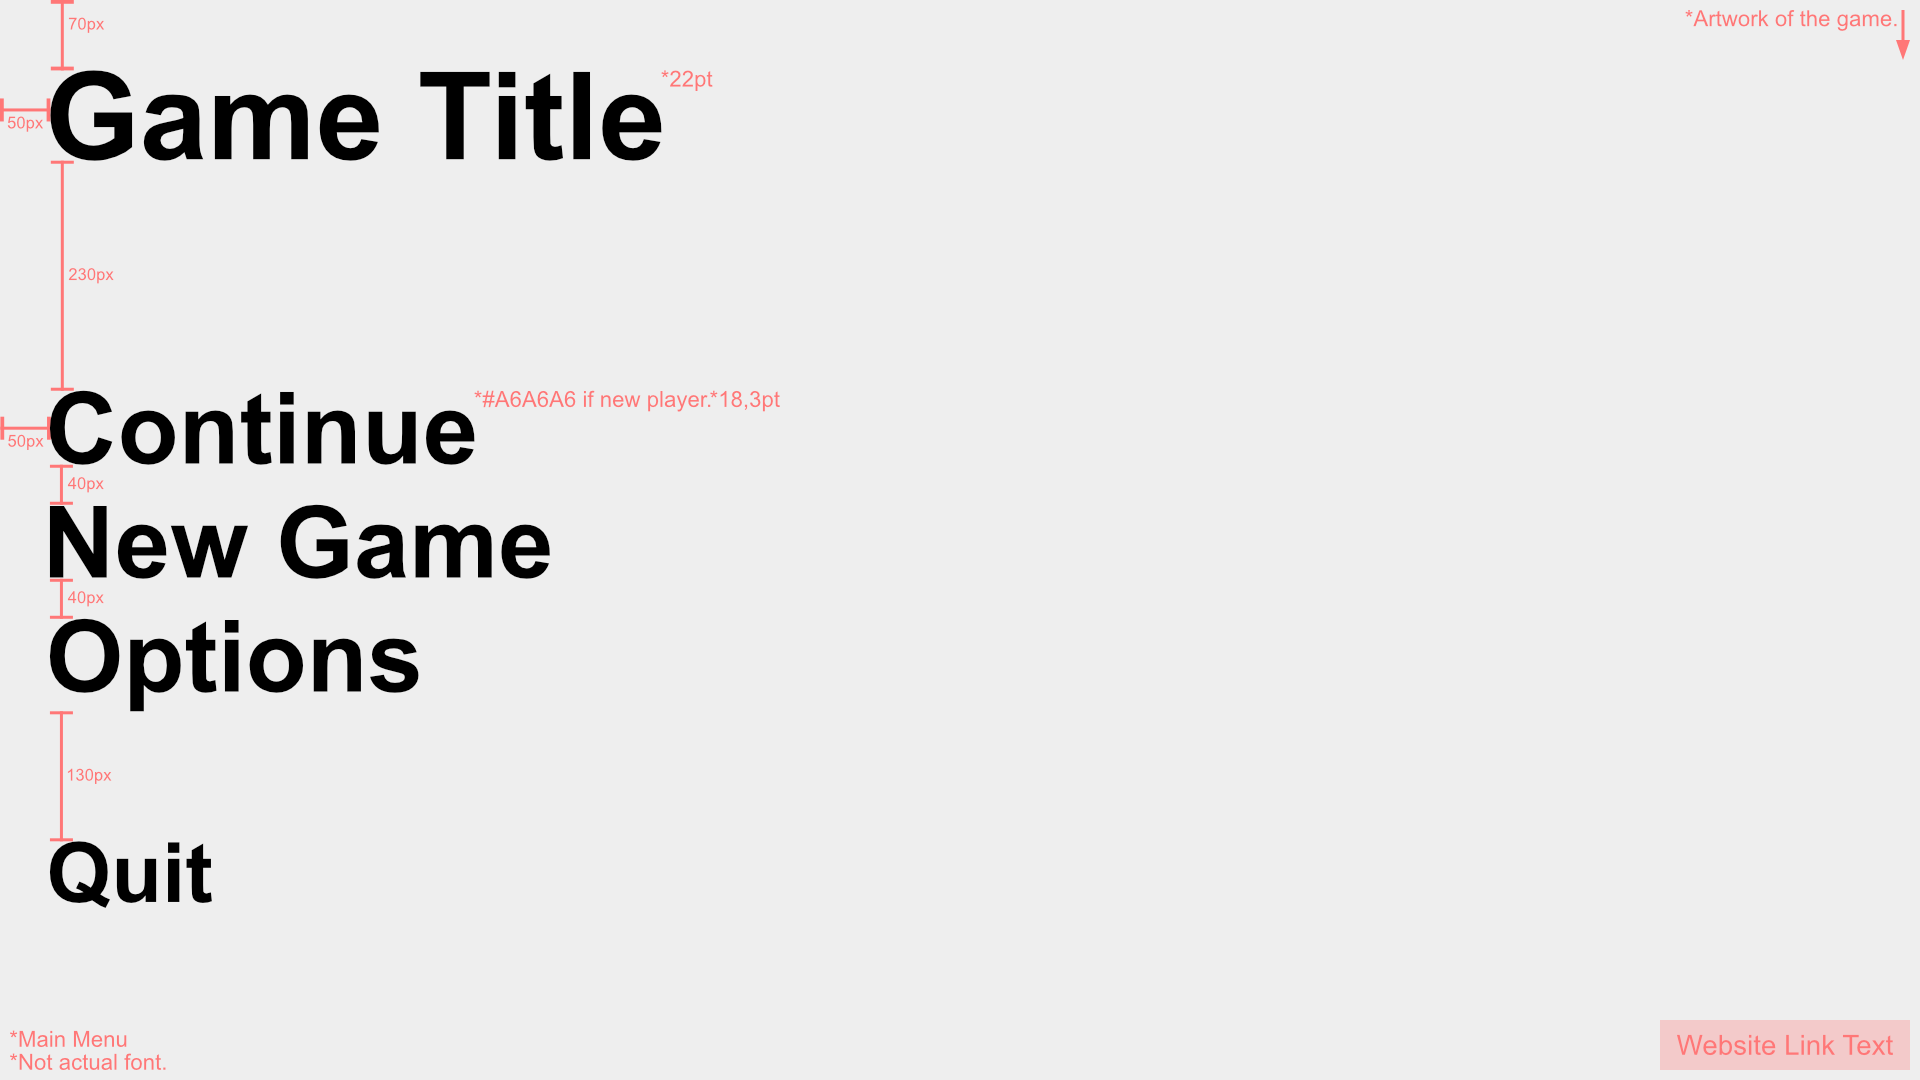 70px
*Artwork of the game.
Game Title
*22pt
50px
230px
Continue
*#A6A6A6 if new player.*18,3pt
50px
40px
New Game
40px
Options
130px
Quit
*Main Menu
*Not actual font.
Website Link Text